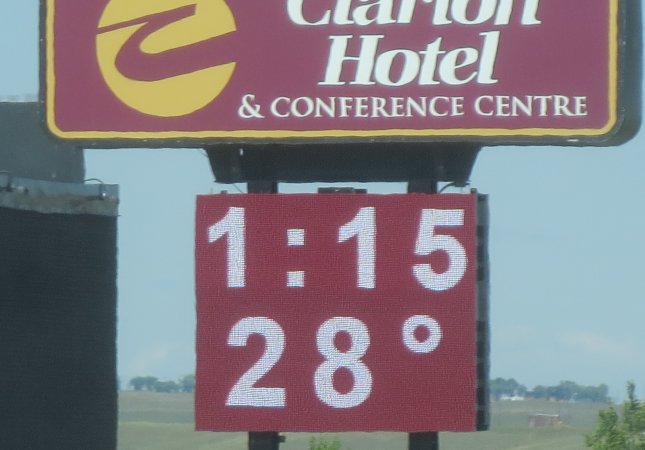 Clarion
Hotel
& CONFERENCE CENTRE
1:15
28°